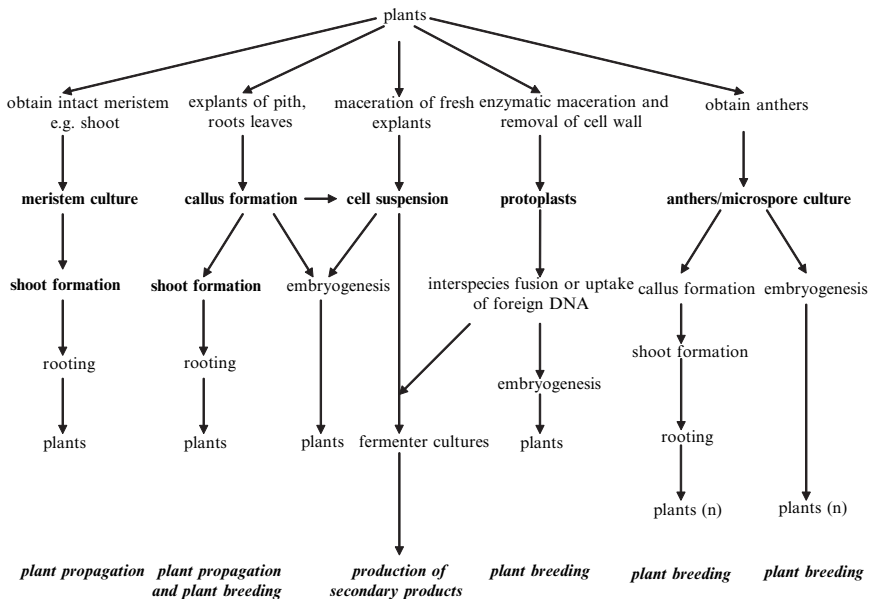 plants
obtain intact meristem
e.g. shoot
explants of pith,
roots leaves
maceration of fresh
explants
enzymatic maceration and
removal of cell wall
obtain anthers
meristem culture
callus formation
cell suspension
protoplasts
anthers/microspore culture
shoot formation
shoot formation
embryogenesis
interspecies fusion or uptake
of foreign DNA
callus formation
embryogenesis
shoot formation
rooting
rooting
embryogenesis
rooting
plants
plants
plants
fermenter cultures
plants
plants (n)
plants (n)
plant propagation
plant propagation
and plant breeding
production of
secondary products
plant breeding
plant breeding
plant breeding